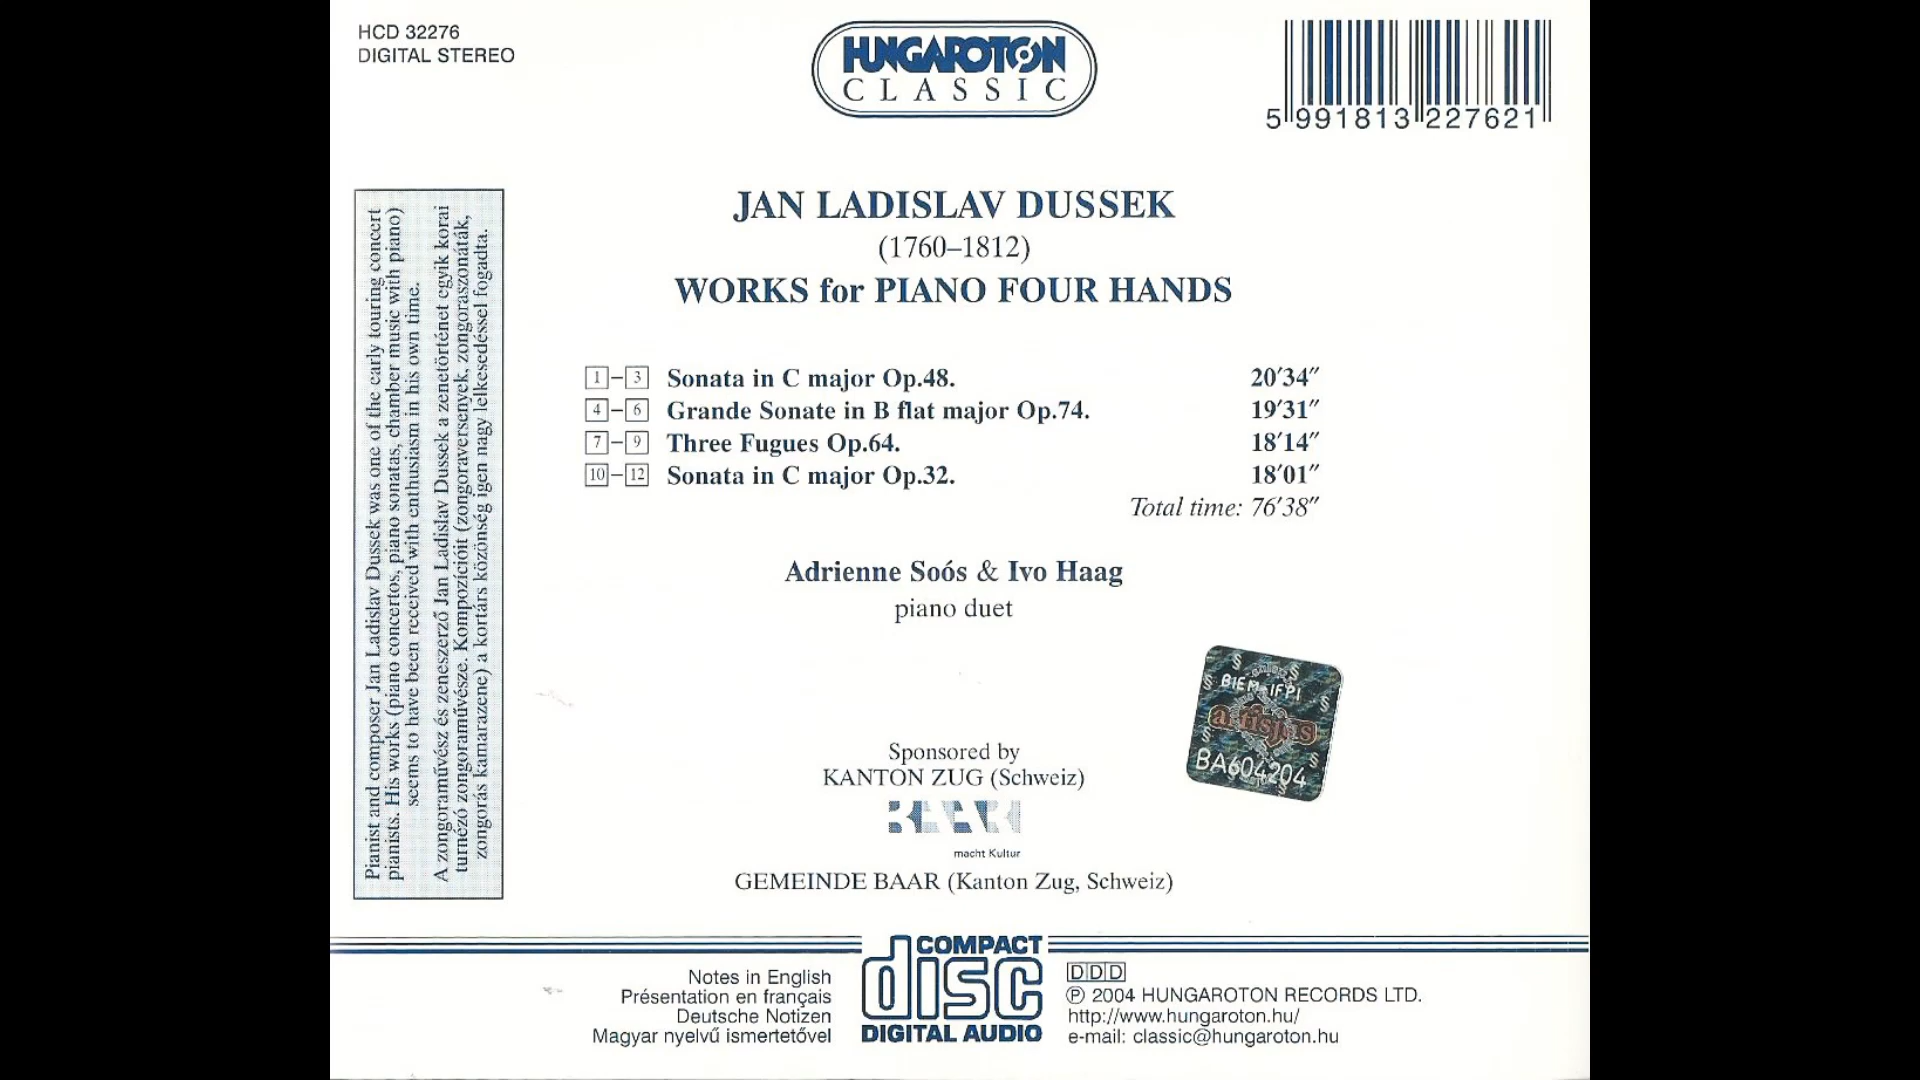 HCD 32276
DIGITAL STEREO
HUNGAROTON
CLASSIC
5 991813 227621
JAN LADISLAV DUSSEK
(1760–1812)
WORKS for PIANO FOUR HANDS
1–3 Sonata in C major Op.48. 20′34″
4–6 Grande Sonate in B flat major Op.74. 19′31″
7–9 Three Fugues Op.64. 18′14″
10–12 Sonata in C major Op.32. 18′01″
Total time: 76′38″
Adrienne Soós & Ivo Haag
piano duet
Pianist and composer Jan Ladislav Dussek was one of the early touring concert
pianists. His works (piano concertos, piano sonatas, chamber music with piano)
seems to have been received with enthusiasm in his own time.
A zongoraművész és zeneszerző Jan Ladislav Dussek a zenetörténet egyik korai
turnézó zongoraművésze. Kompozícióit (zongoraversenyek, zongoraszonáták,
zongorás kamarazene) a kortárs közönség igen nagy lelkesedéssel fogadta.
BIEM-IFPI
artisjus
BA604204
Sponsored by
KANTON ZUG (Schweiz)
BAAR
macht Kultur
GEMEINDE BAAR (Kanton Zug, Schweiz)
Notes in English
Présentation en français
Deutsche Notizen
Magyar nyelvű ismertetővel
COMPACT
disc
DIGITAL AUDIO
DDD
Ⓟ 2004 HUNGAROTON RECORDS LTD.
http://www.hungaroton.hu/
e-mail: classic@hungaroton.hu